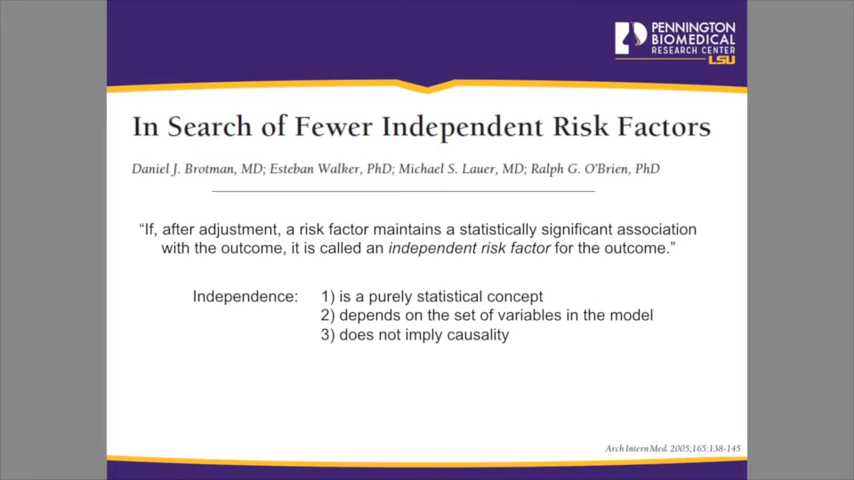 PENNINGTON
BIOMEDICAL
RESEARCH CENTER
LSU
In Search of Fewer Independent Risk Factors
Daniel J. Brotman, MD; Esteban Walker, PhD; Michael S. Lauer, MD; Ralph G. O'Brien, PhD
“If, after adjustment, a risk factor maintains a statistically significant association
with the outcome, it is called an independent risk factor for the outcome.”
Independence: 1) is a purely statistical concept
2) depends on the set of variables in the model
3) does not imply causality
Arch Intern Med. 2005;165:138-145